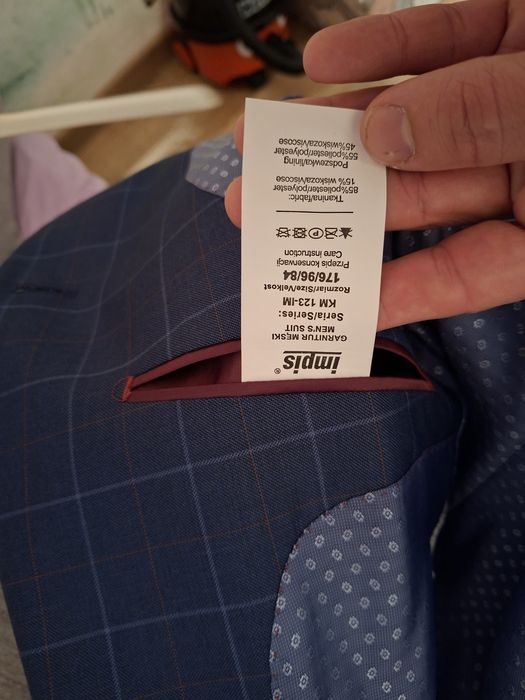 impis®
GARNITUR MĘSKI
MEN'S SUIT
Seria/Series:
KM 123-IM
Rozmiar/Size/Velkost
176/96/84
Przepis konserwacji
Care instruction
Tkanina/fabric:
85%poliester/polyester
15% wiskoza/viscose
Podszewka/lining
55%poliester/polyester
45%wiskoza/viscose